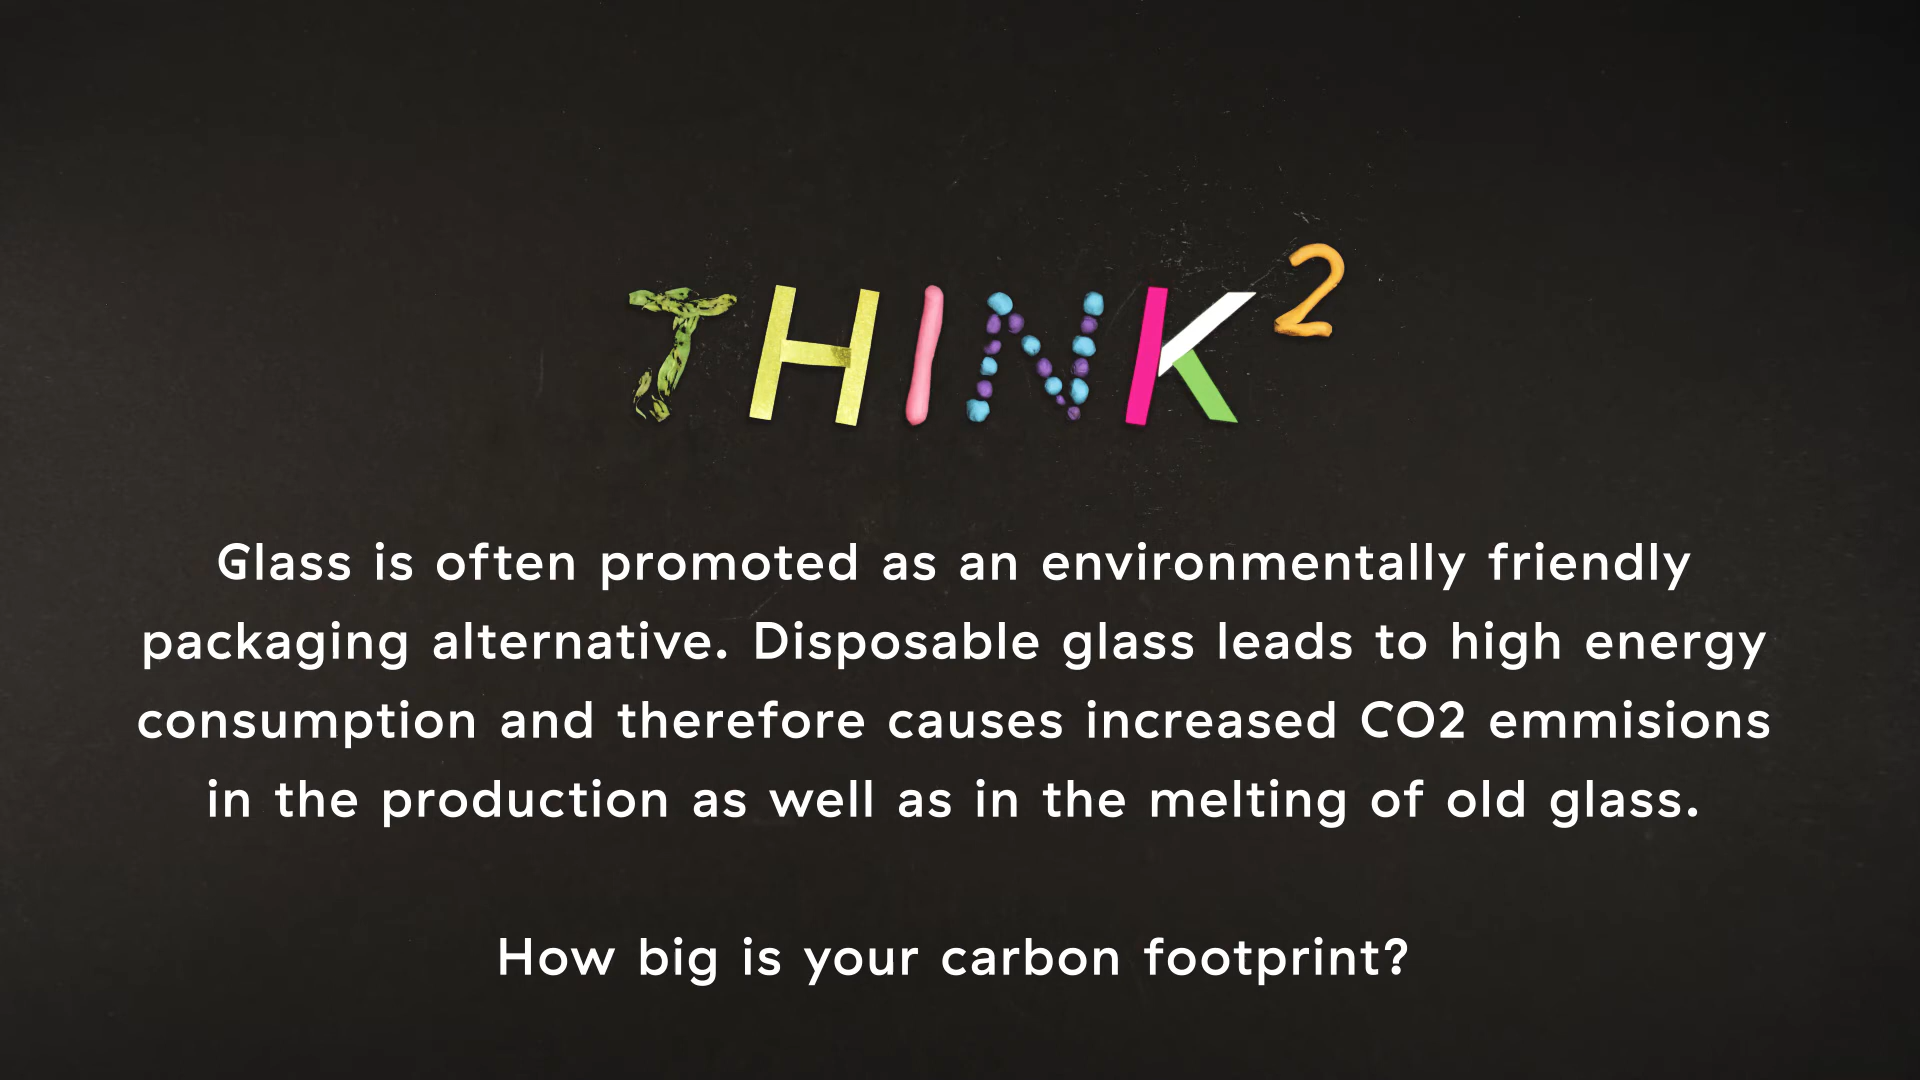 THINK²
Glass is often promoted as an environmentally friendly
packaging alternative. Disposable glass leads to high energy
consumption and therefore causes increased CO2 emmisions
in the production as well as in the melting of old glass.
How big is your carbon footprint?